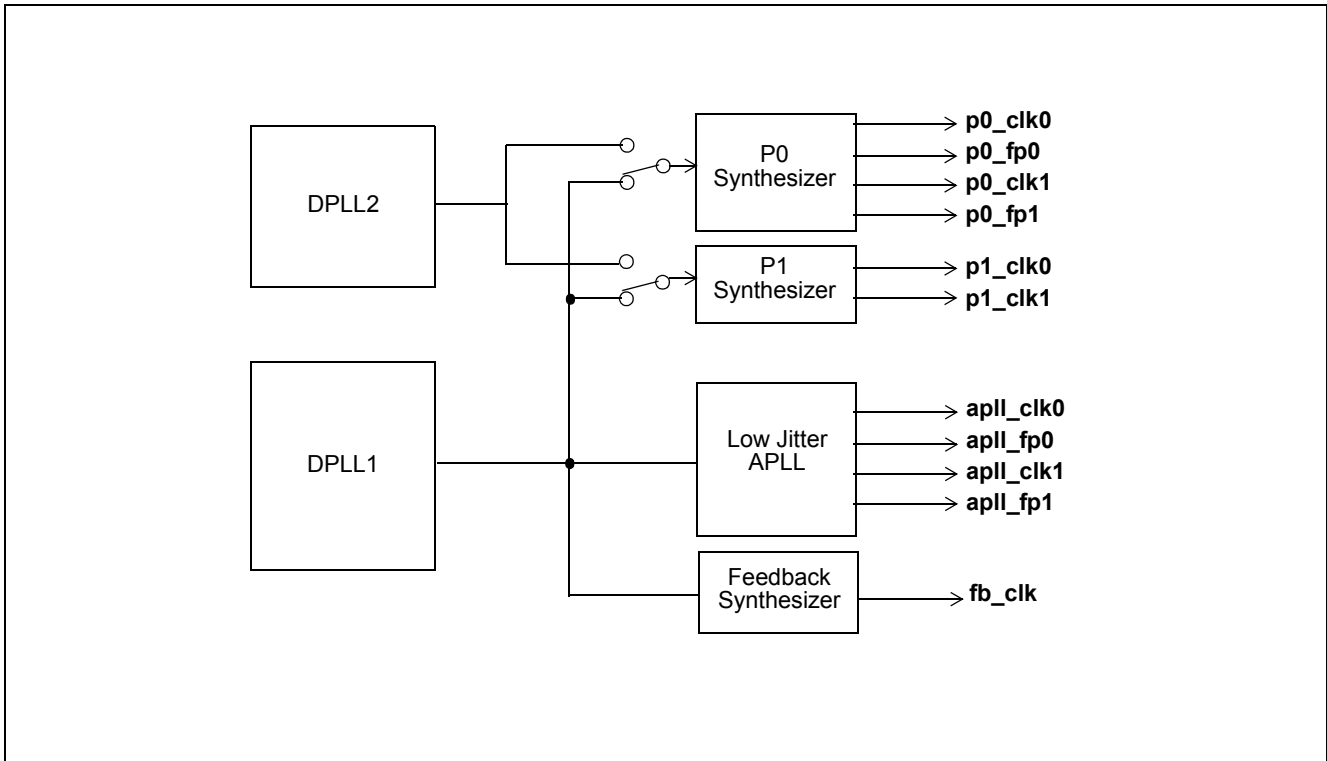 DPLL2
P0
Synthesizer
p0_clk0
p0_fp0
p0_clk1
p0_fp1
P1
Synthesizer
p1_clk0
p1_clk1
DPLL1
Low Jitter
APLL
apll_clk0
apll_fp0
apll_clk1
apll_fp1
Feedback
Synthesizer
fb_clk